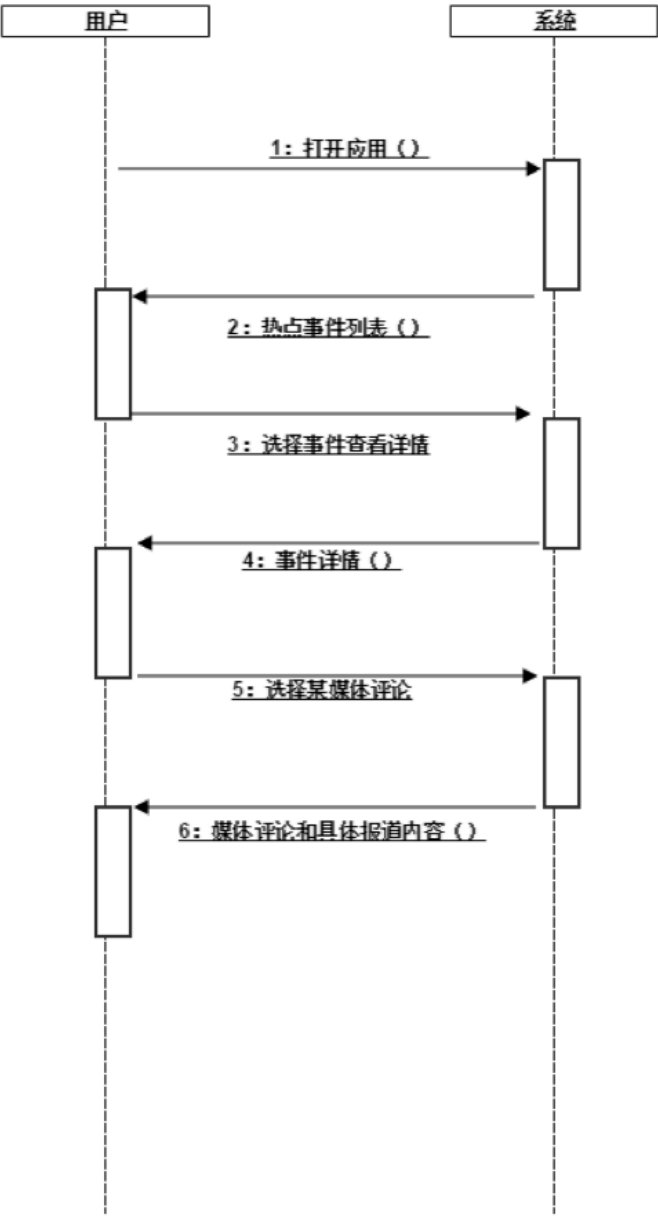 用户
系统
1: 打开应用()
2: 热点事件列表()
3: 选择事件查看详情
4: 事件详情()
5: 选择某媒体评论
6: 媒体评论和具体报道内容()